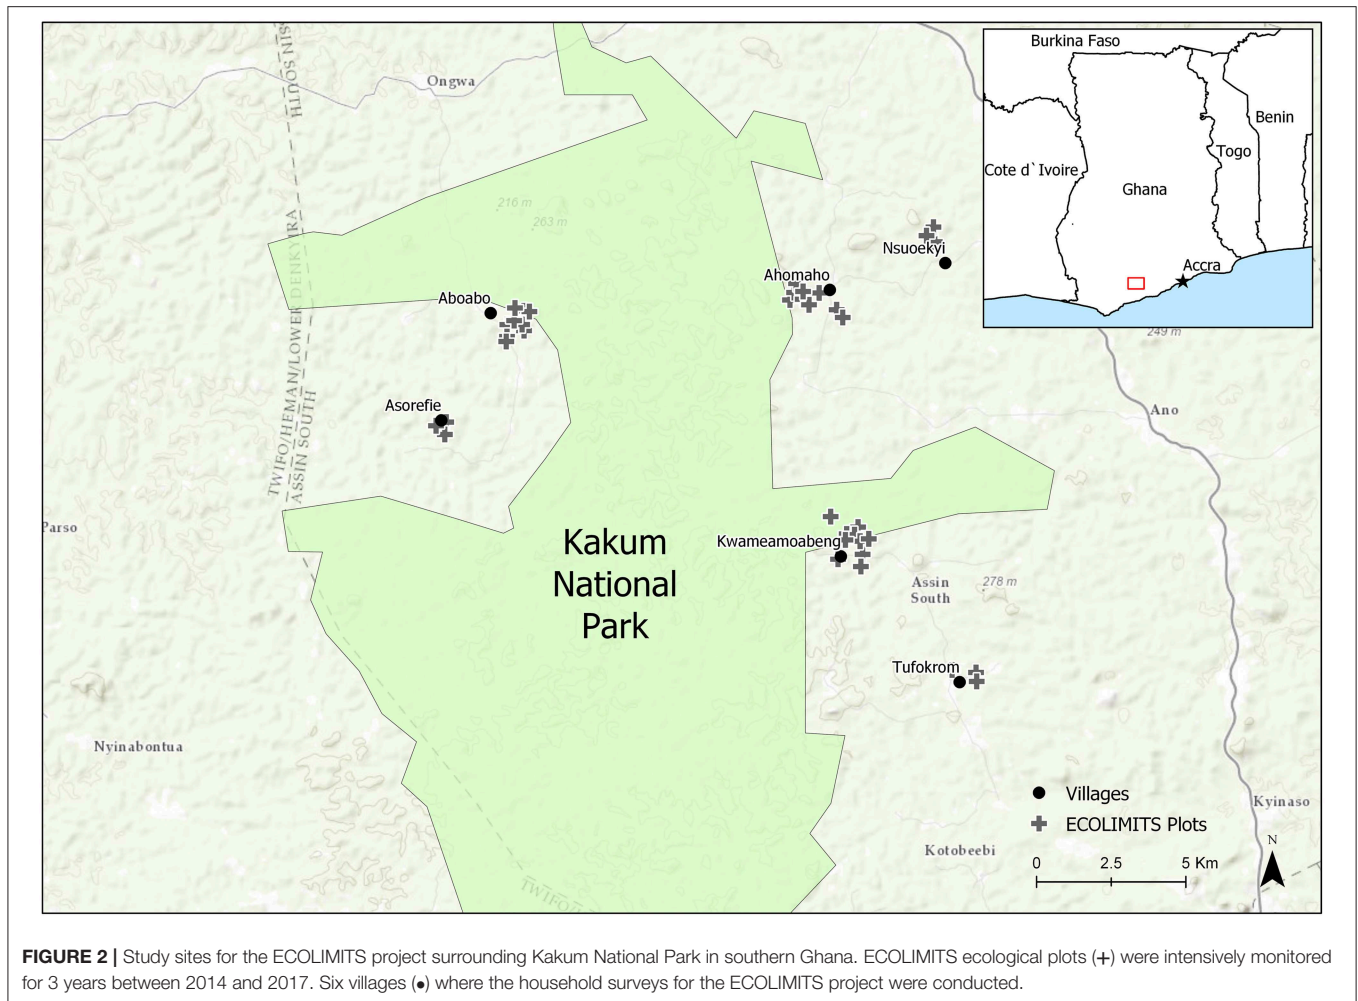 SIN SOUTH
Ongwa
Burkina Faso
Benin
Togo
Cote d`Ivoire
Ghana
Accra
216 m
263 m
TWIFO/HEMAN/LOWER DENKYIRA
ASSIN SOUTH
Nsuoekyi
Ahomaho
Aboabo
249 m
Asorefie
Ano
Parso
Kakum
National
Park
Kwameamoabeng
Assin
South
278 m
Tufokrom
Nyinabontua
Villages
ECOLIMITS Plots
Kyinaso
Kotobeebi
0 2.5 5 Km
N
TWIFO/
FIGURE 2 | Study sites for the ECOLIMITS project surrounding Kakum National Park in southern Ghana. ECOLIMITS ecological plots (+) were intensively monitored
for 3 years between 2014 and 2017. Six villages (●) where the household surveys for the ECOLIMITS project were conducted.